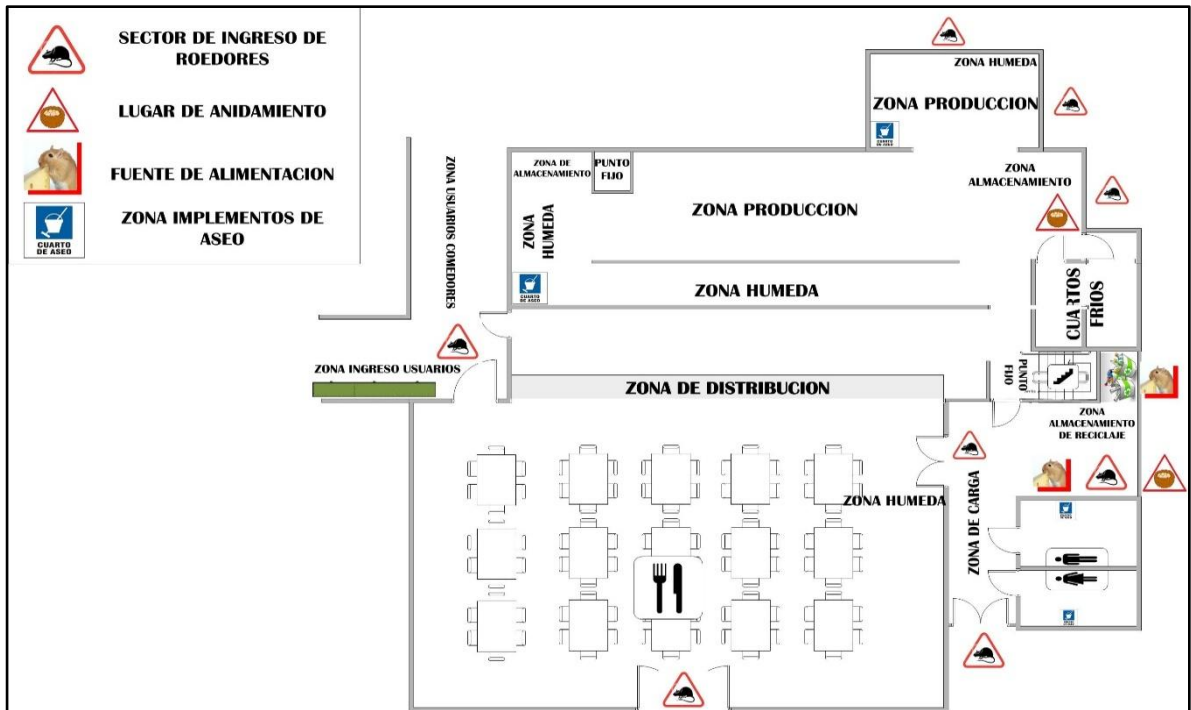 SECTOR DE INGRESO DE
ROEDORES
LUGAR DE ANIDAMIENTO
FUENTE DE ALIMENTACION
CUARTO
DE ASEO
ZONA IMPLEMENTOS DE
ASEO
ZONA HUMEDA
ZONA PRODUCCION
ZONA DE
ALMACENAMIENTO
PUNTO
FIJO
ZONA
ALMACENAMIENTO
ZONA USUARIOS COMEDORES
ZONA PRODUCCION
ZONA
HUMEDA
CUARTO
DE ASEO
ZONA HUMEDA
CUARTOS
FRIOS
ZONA INGRESO USUARIOS
ZONA DE DISTRIBUCION
PUNTO
FIJO
ZONA
ALMACENAMIENTO
DE RECICLAJE
ZONA HUMEDA
ZONA DE CARGA